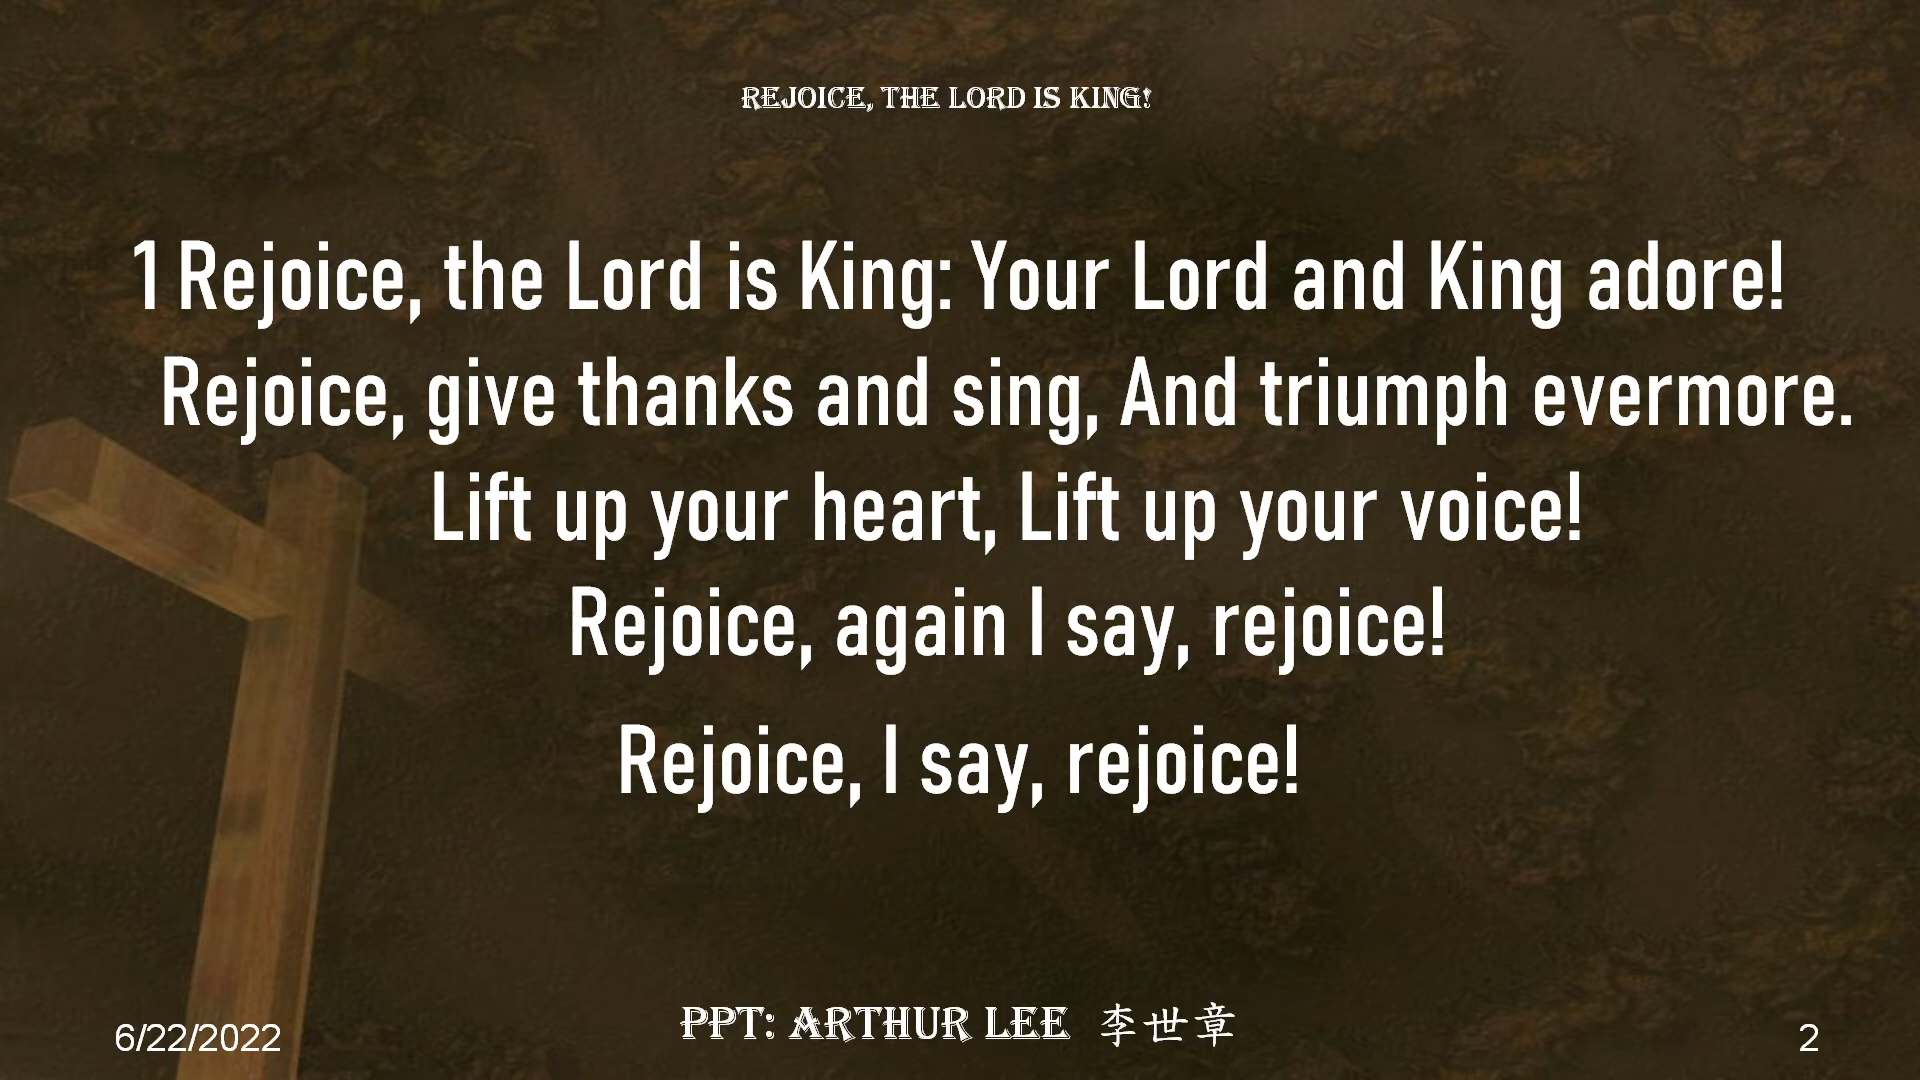 REJOICE, THE LORD IS KING!
1 Rejoice, the Lord is King: Your Lord and King adore!
Rejoice, give thanks and sing, And triumph evermore.
Lift up your heart, Lift up your voice!
Rejoice, again I say, rejoice!
Rejoice, I say, rejoice!
6/22/2022
PPT: ARTHUR LEE 李世章
2